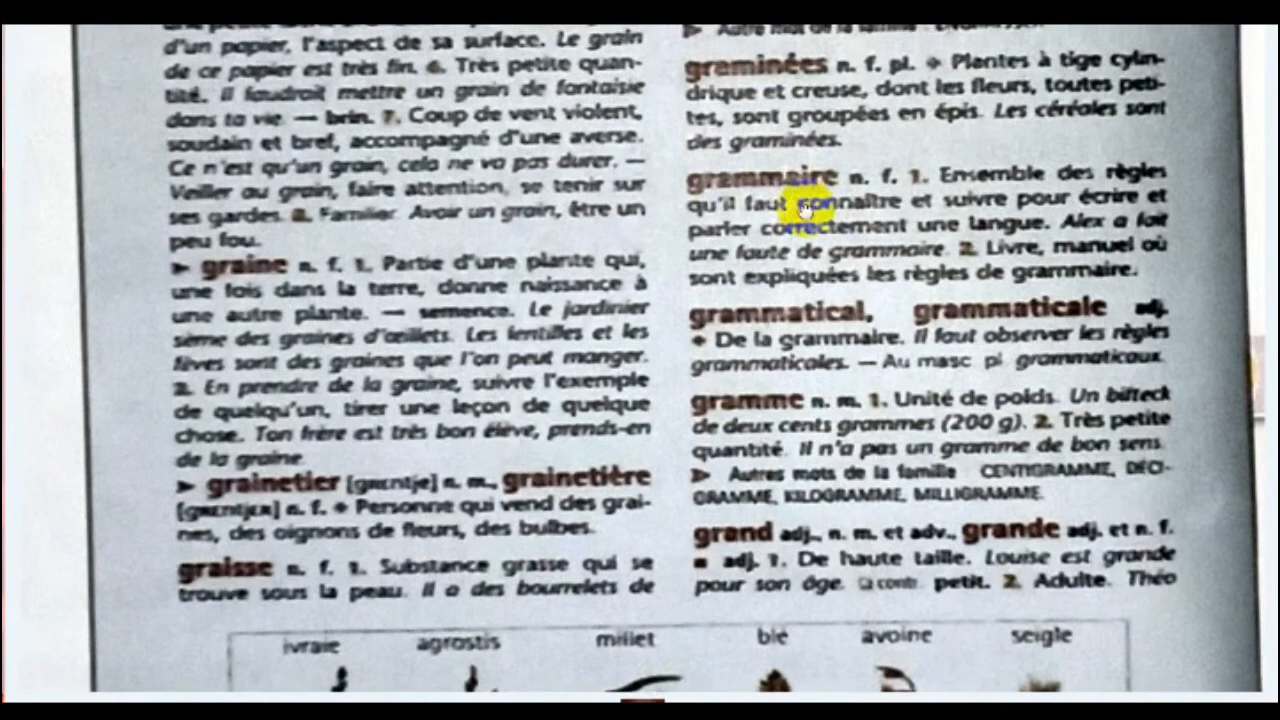 d'un papier, l'aspect de sa surface. Le grain
de ce papier est très fin. 6. Très petite quan-
tité. Il faudrait mettre un grain de fantaisie
dans ta vie. — brin. 7. Coup de vent violent,
soudain et bref, accompagné d'une averse.
Ce n'est qu'un grain, cela ne va pas durer. —
Veiller au grain, faire attention, se tenir sur
ses gardes. 8. Familier. Avoir un grain, être un
peu fou.
► graine n. f. 1. Partie d'une plante qui,
une fois dans la terre, donne naissance à
une autre plante. — semence. Le jardinier
sème des graines d'œillets. Les lentilles et les
fèves sont des graines que l'on peut manger.
2. En prendre de la graine, suivre l'exemple
de quelqu'un, tirer une leçon de quelque
chose. Ton frère est très bon élève, prends-en
de la graine.
► grainetier [gʀɛntje] n. m., grainetière
[gʀɛntjɛʀ] n. f. ✦ Personne qui vend des grai-
nes, des oignons de fleurs, des bulbes.
graisse n. f. 1. Substance grasse qui se
trouve sous la peau. Il a des bourrelets de
graminées n. f. pl. ✦ Plantes à tige cylin-
drique et creuse, dont les fleurs, toutes peti-
tes, sont groupées en épis. Les céréales sont
des graminées.
grammaire n. f. 1. Ensemble des règles
qu'il faut connaître et suivre pour écrire et
parler correctement une langue. Alex a fait
une faute de grammaire. 2. Livre, manuel où
sont expliquées les règles de grammaire.
grammatical, grammaticale adj.
✦ De la grammaire. Il faut observer les règles
grammaticales. — Au masc. pl. grammaticaux.
gramme n. m. 1. Unité de poids. Un bifteck
de deux cents grammes (200 g). 2. Très petite
quantité. Il n'a pas un gramme de bon sens.
► Autres mots de la famille CENTIGRAMME, DÉCI-
GRAMME, KILOGRAMME, MILLIGRAMME.
grand adj., n. m. et adv., grande adj. et n. f.
■ adj. 1. De haute taille. Louise est grande
pour son âge. contr. petit. 2. Adulte. Théo
ivraie agrostis millet blé avoine seigle